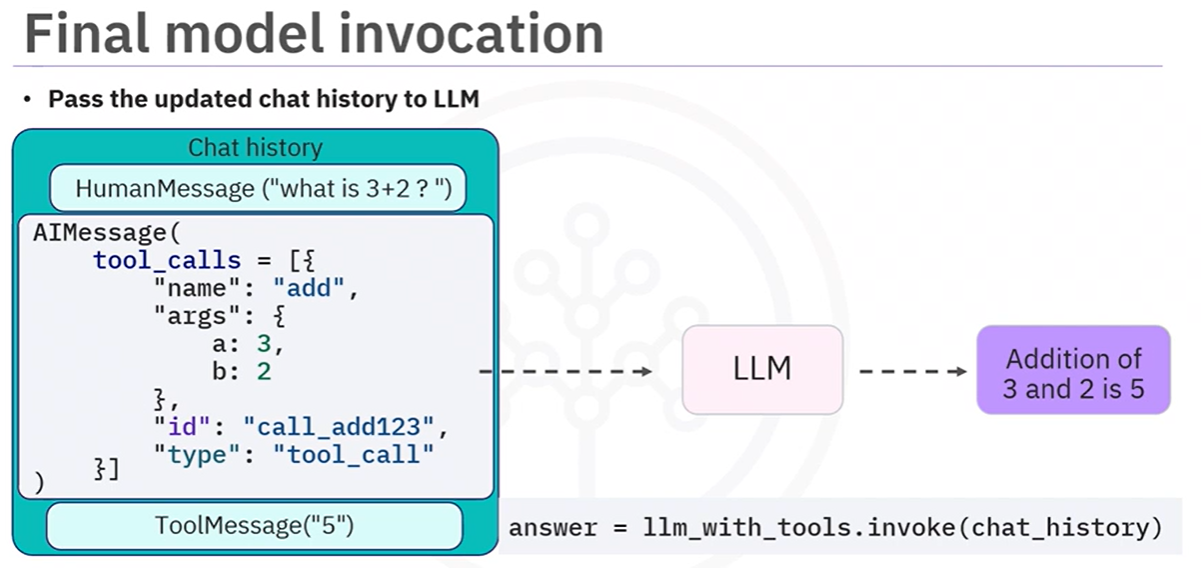 Final model invocation
• Pass the updated chat history to LLM
Chat history
HumanMessage ("what is 3+2 ? ")
AIMessage(
    tool_calls = [{
        "name": "add",
        "args": {
            a: 3,
            b: 2
        },
        "id": "call_add123",
        "type": "tool_call"
    }]
)
ToolMessage("5")
LLM
Addition of
3 and 2 is 5
answer = llm_with_tools.invoke(chat_history)